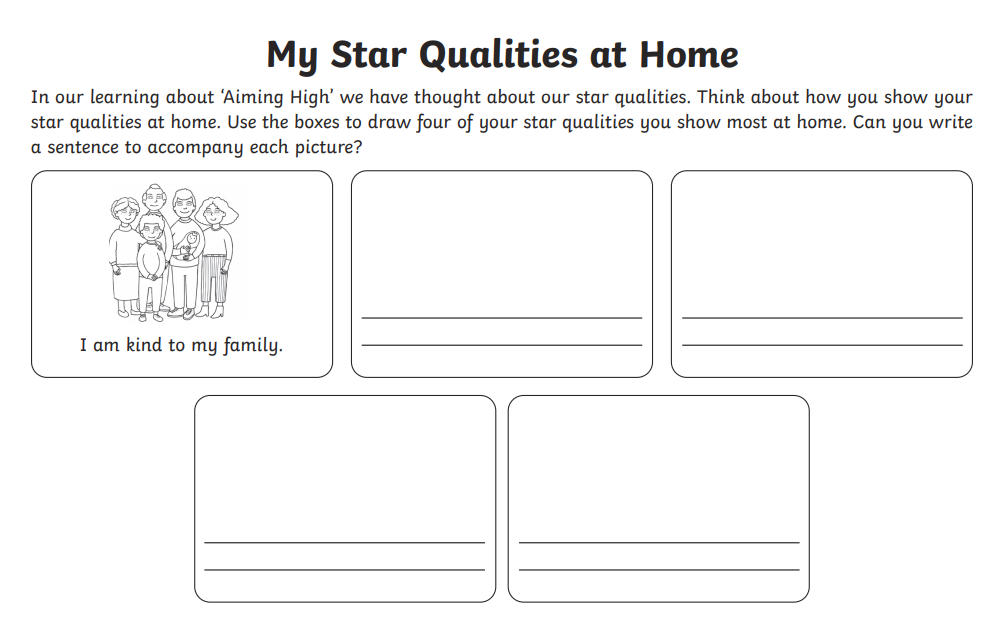 My Star Qualities at Home
In our learning about ‘Aiming High’ we have thought about our star qualities. Think about how you show your
star qualities at home. Use the boxes to draw four of your star qualities you show most at home. Can you write
a sentence to accompany each picture?
I am kind to my family.